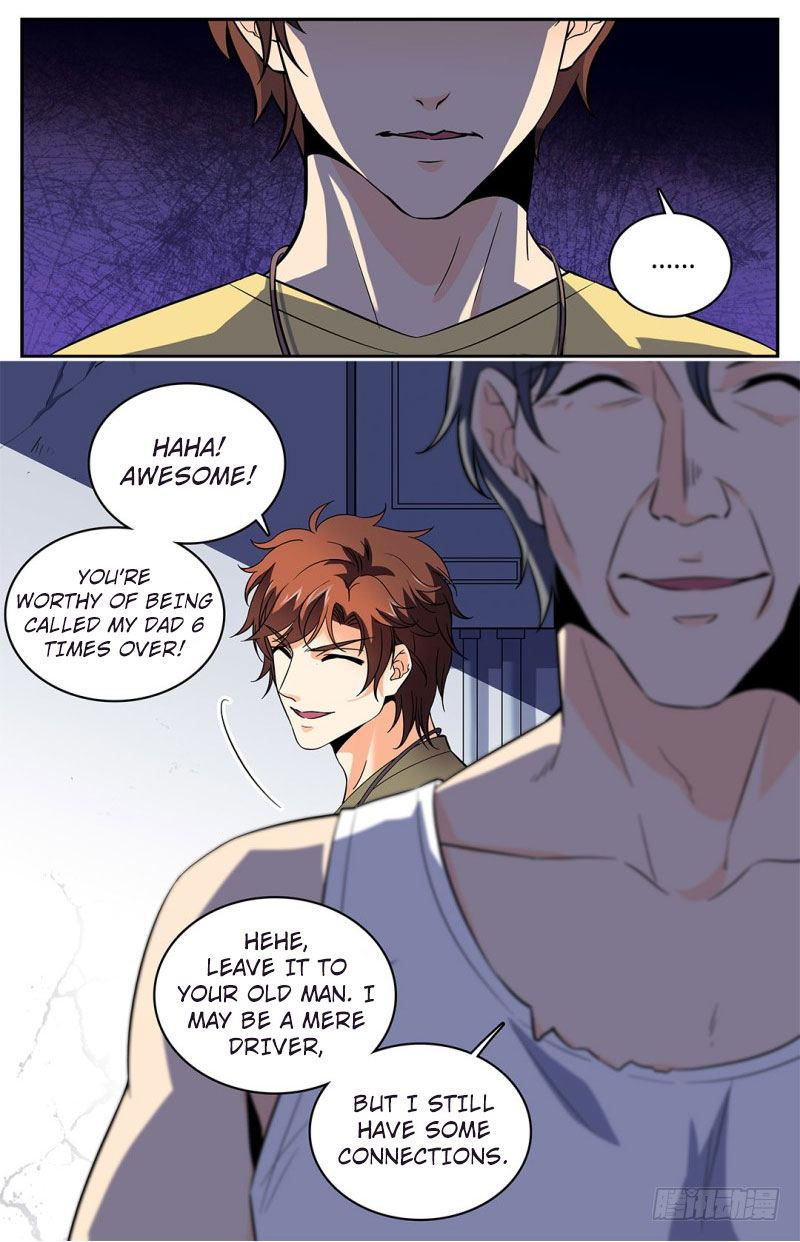 ......
HAHA!
AWESOME!
YOU'RE
WORTHY OF BEING
CALLED MY DAD 6
TIMES OVER!
HEHE,
LEAVE IT TO
YOUR OLD MAN. I
MAY BE A MERE
DRIVER,
BUT I STILL
HAVE SOME
CONNECTIONS.
腾讯动漫